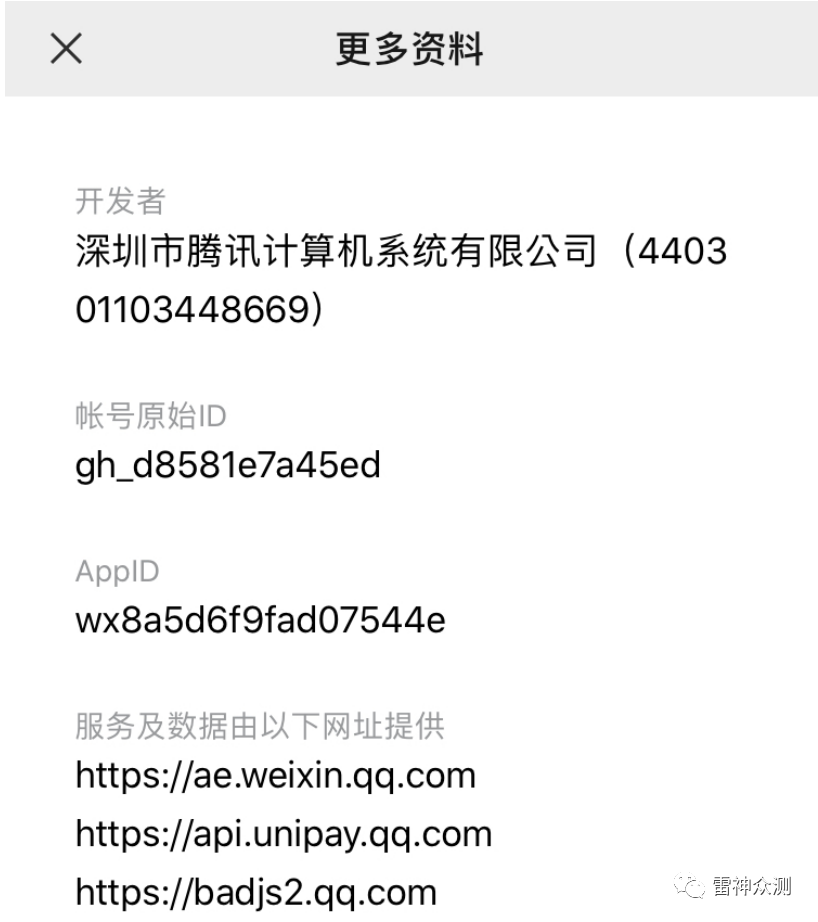 更多资料
开发者
深圳市腾讯计算机系统有限公司（4403
01103448669）
帐号原始ID
gh_d8581e7a45ed
AppID
wx8a5d6f9fad07544e
服务及数据由以下网址提供
https://ae.weixin.qq.com
https://api.unipay.qq.com
https://badjs2.qq.com
雷神众测